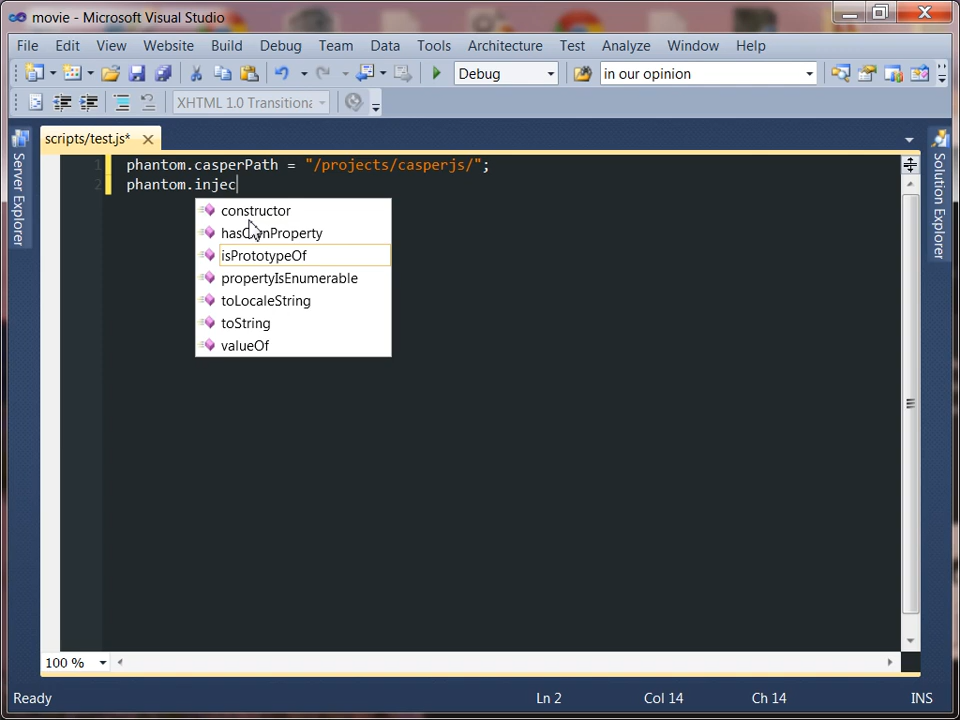 movie - Microsoft Visual Studio
File Edit View Website Build Debug Team Data Tools Architecture Test Analyze Window Help
Debug in our opinion
XHTML 1.0 Transitiona
Server Explorer
scripts/test.js*
Solution Explorer
1 phantom.casperPath = "/projects/casperjs/";
2 phantom.injec
constructor
hasOwnProperty
isPrototypeOf
propertyIsEnumerable
toLocaleString
toString
valueOf
100 %
Ready Ln 2 Col 14 Ch 14 INS